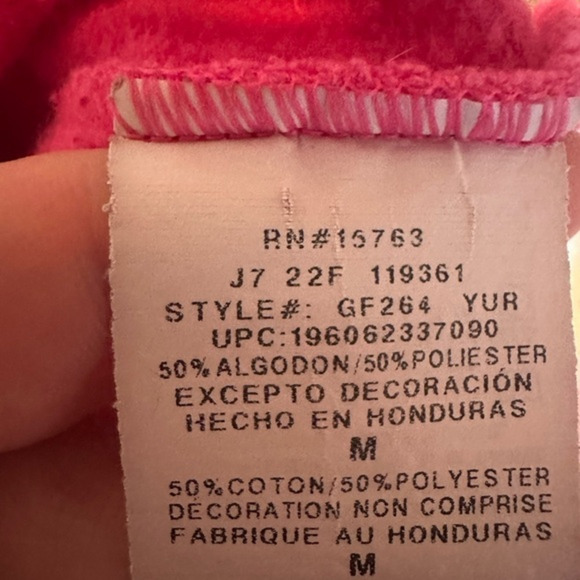 RN#15763
J7 22F 119361
STYLE#: GF264 YUR
UPC:196062337090
50%ALGODON/50%POLIESTER
EXCEPTO DECORACIÓN
HECHO EN HONDURAS
M
50%COTON/50%POLYESTER
DÉCORATION NON COMPRISE
FABRIQUE AU HONDURAS
M